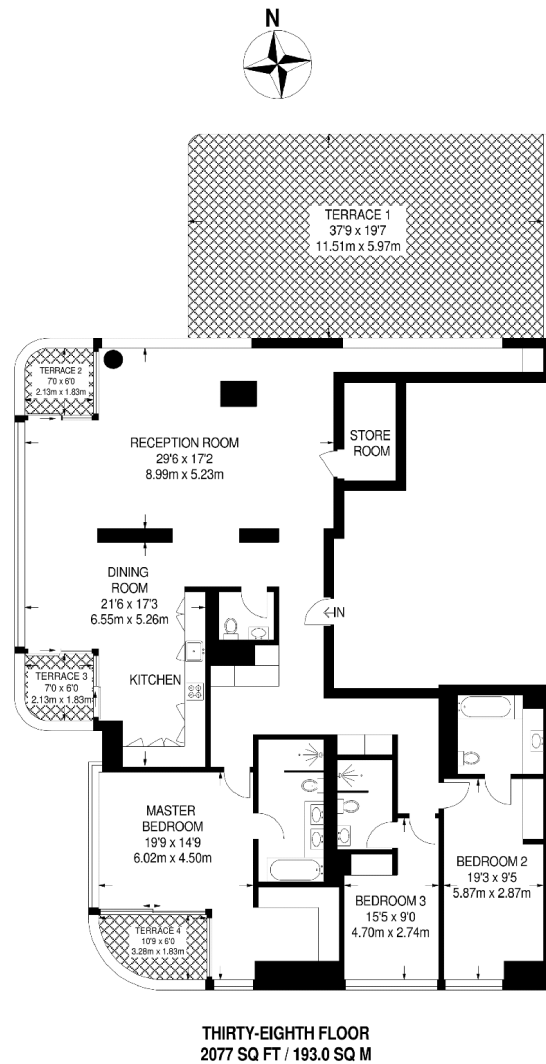 N
TERRACE 1
37'9 x 19'7
11.51m x 5.97m
TERRACE 2
7'0 x 6'0
2.13m x 1.83m
RECEPTION ROOM
29'6 x 17'2
8.99m x 5.23m
STORE
ROOM
DINING
ROOM
21'6 x 17'3
6.55m x 5.26m
IN
KITCHEN
TERRACE 3
7'0 x 6'0
2.13m x 1.83m
MASTER
BEDROOM
19'9 x 14'9
6.02m x 4.50m
BEDROOM 2
19'3 x 9'5
5.87m x 2.87m
BEDROOM 3
15'5 x 9'0
4.70m x 2.74m
TERRACE 4
10'9 x 6'0
3.28m x 1.83m
THIRTY-EIGHTH FLOOR
2077 SQ FT / 193.0 SQ M